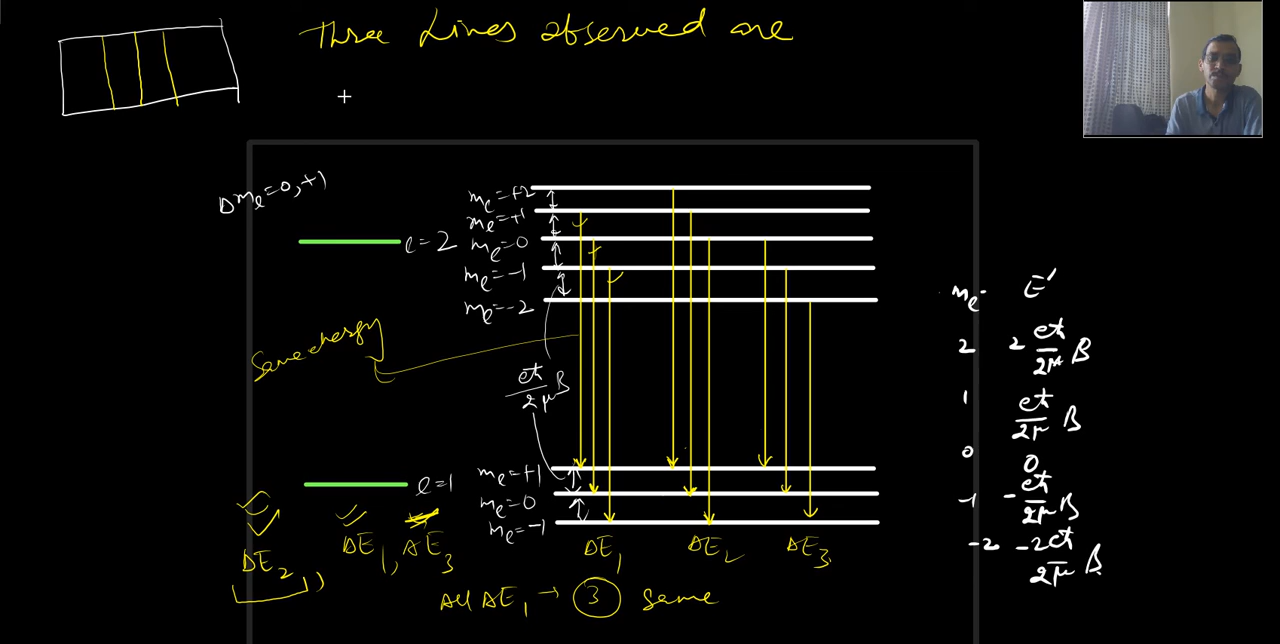 Three Lines observed are
Δmℓ=0,±1
mℓ=+2
mℓ=+1
ℓ=2
mℓ=0
mℓ=-1
mℓ=-2
Same energy
eħ/2μ B
mℓ=+1
ℓ=1
mℓ=0
mℓ=-1
ΔE2
ΔE1, ΔE3
ΔE1 ΔE2 ΔE3
All ΔE1 → 3 same
mℓ E'
2 2 eħ/2μ B
1 eħ/2μ B
0 0
-1 -eħ/2μ B
-2 -2eħ/2μ B